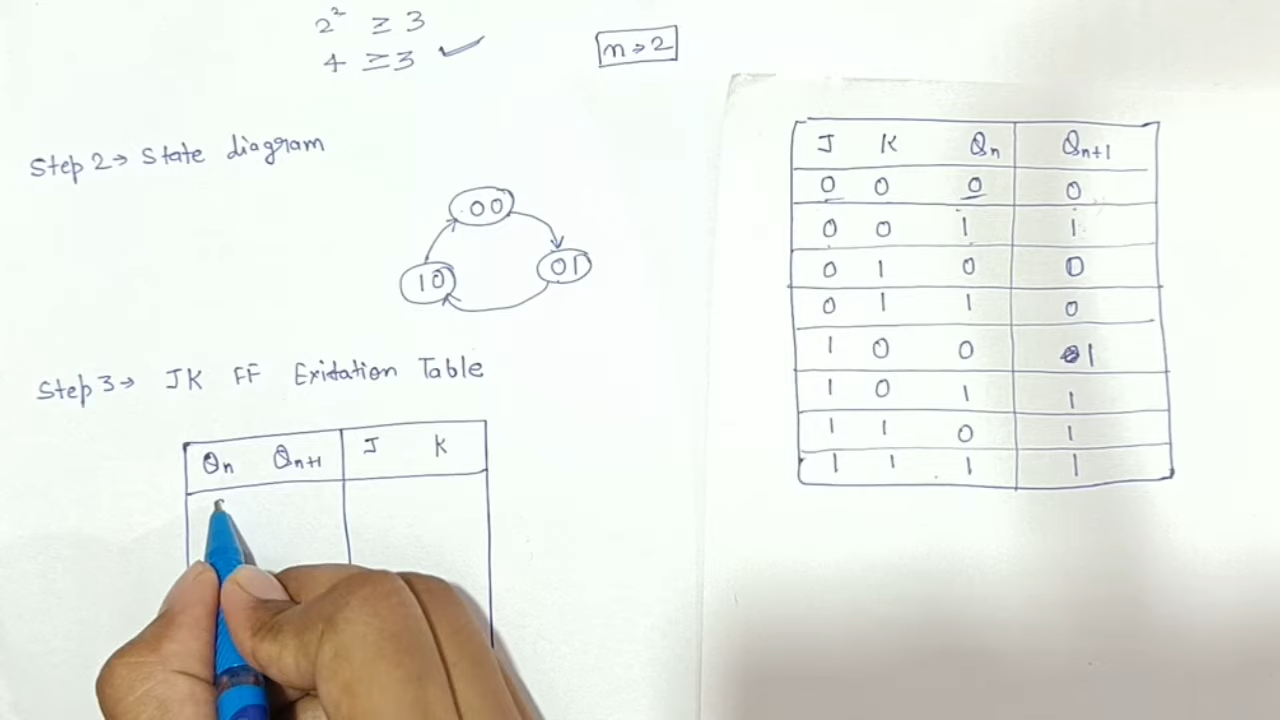 2² ≥ 3
4 ≥ 3 ✓
n → 2
Step 2 → State diagram
00
10 01
Step 3 → JK FF Exitation Table
Qn Qn+1 J K
J K Qn Qn+1
0 0 0 0
0 0 1 1
0 1 0 0
0 1 1 0
1 0 0 1
1 0 1 1
1 1 0 1
1 1 1 1